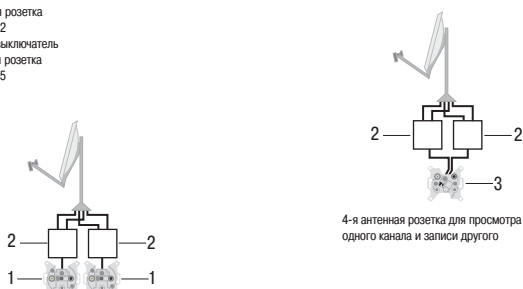 розетка
2
выключатель
розетка
5
2
2
3
4-я антенная розетка для просмотра
одного канала и записи другого
2
2
1
1